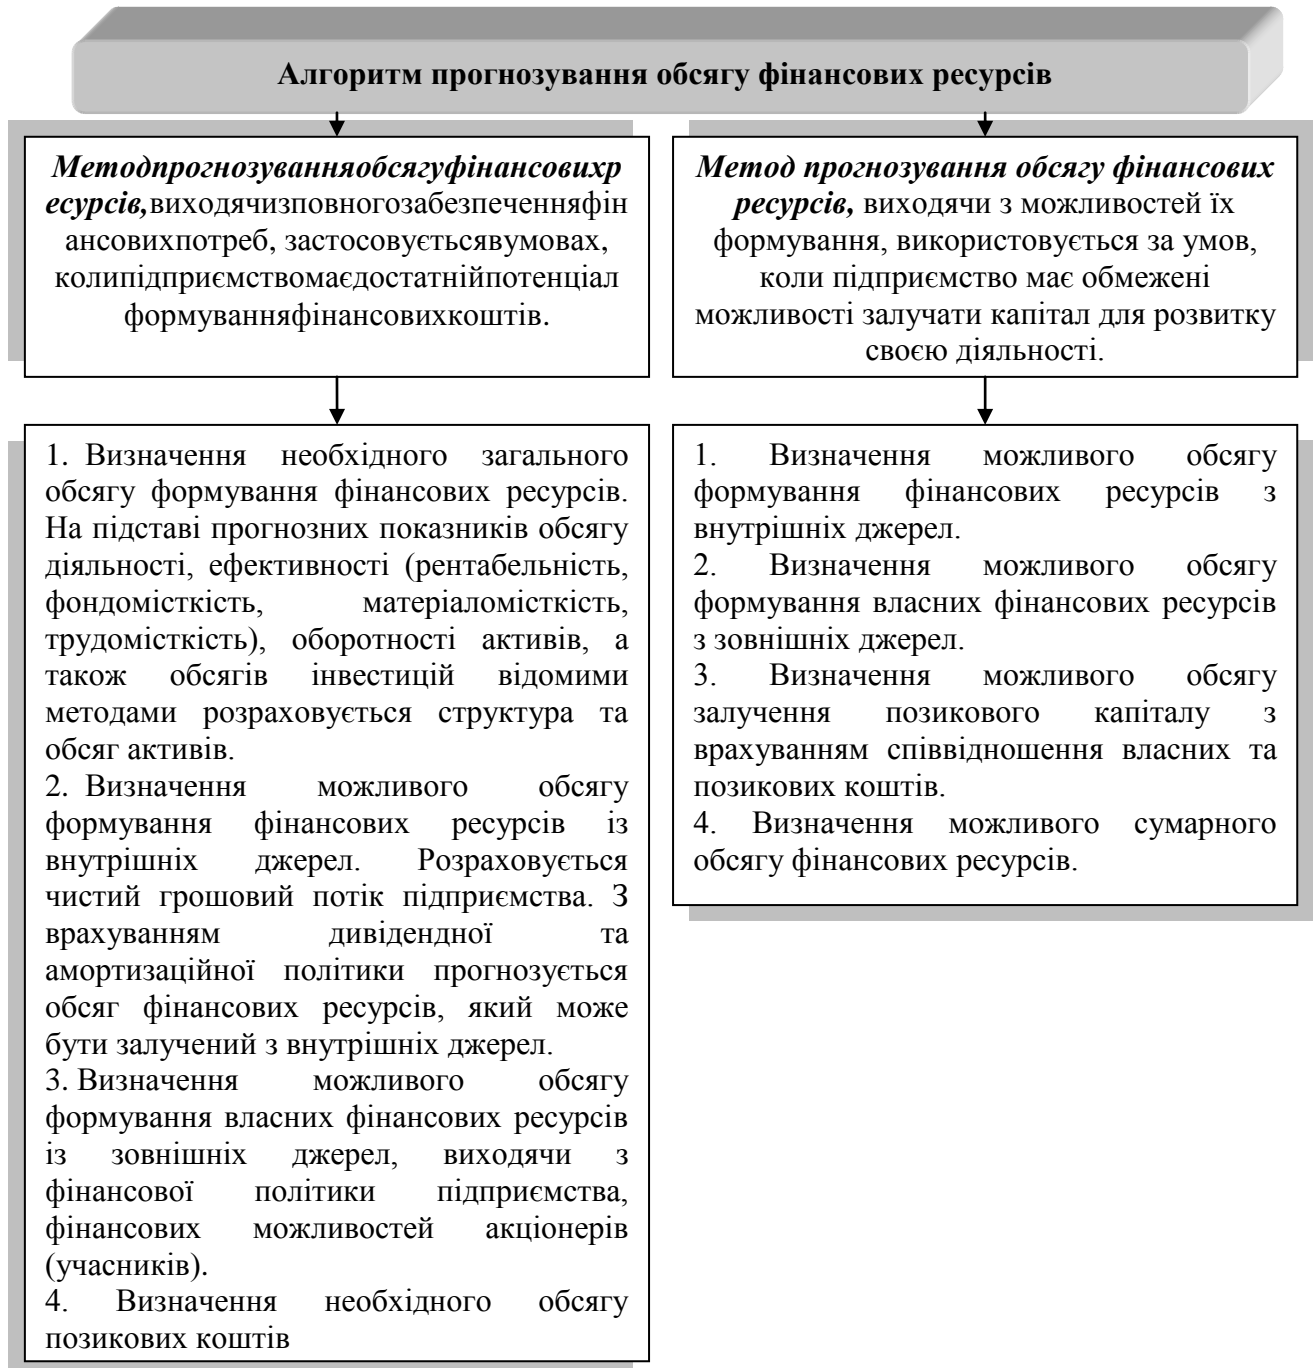 Алгоритм прогнозування обсягу фінансових ресурсів
Методпрогнозуванняобсягуфінансовихр
есурсів,виходячизповногозабезпеченняфін
ансовихпотреб, застосовуєтьсявумовах,
колипідприємствомаєдостатнійпотенціал
формуванняфінансовихкоштів.
Метод прогнозування обсягу фінансових
ресурсів, виходячи з можливостей їх
формування, використовується за умов,
коли підприємство має обмежені
можливості залучати капітал для розвитку
своєю діяльності.
1. Визначення необхідного загального
обсягу формування фінансових ресурсів.
На підставі прогнозних показників обсягу
діяльності, ефективності (рентабельність,
фондомісткість, матеріаломісткість,
трудомісткість), оборотності активів, а
також обсягів інвестицій відомими
методами розраховується структура та
обсяг активів.
2. Визначення можливого обсягу
формування фінансових ресурсів із
внутрішніх джерел. Розраховується
чистий грошовий потік підприємства. З
врахуванням дивідендної та
амортизаційної політики прогнозується
обсяг фінансових ресурсів, який може
бути залучений з внутрішніх джерел.
3. Визначення можливого обсягу
формування власних фінансових ресурсів
із зовнішніх джерел, виходячи з
фінансової політики підприємства,
фінансових можливостей акціонерів
(учасників).
4. Визначення необхідного обсягу
позикових коштів
1. Визначення можливого обсягу
формування фінансових ресурсів з
внутрішніх джерел.
2. Визначення можливого обсягу
формування власних фінансових ресурсів
з зовнішніх джерел.
3. Визначення можливого обсягу
залучення позикового капіталу з
врахуванням співвідношення власних та
позикових коштів.
4. Визначення можливого сумарного
обсягу фінансових ресурсів.